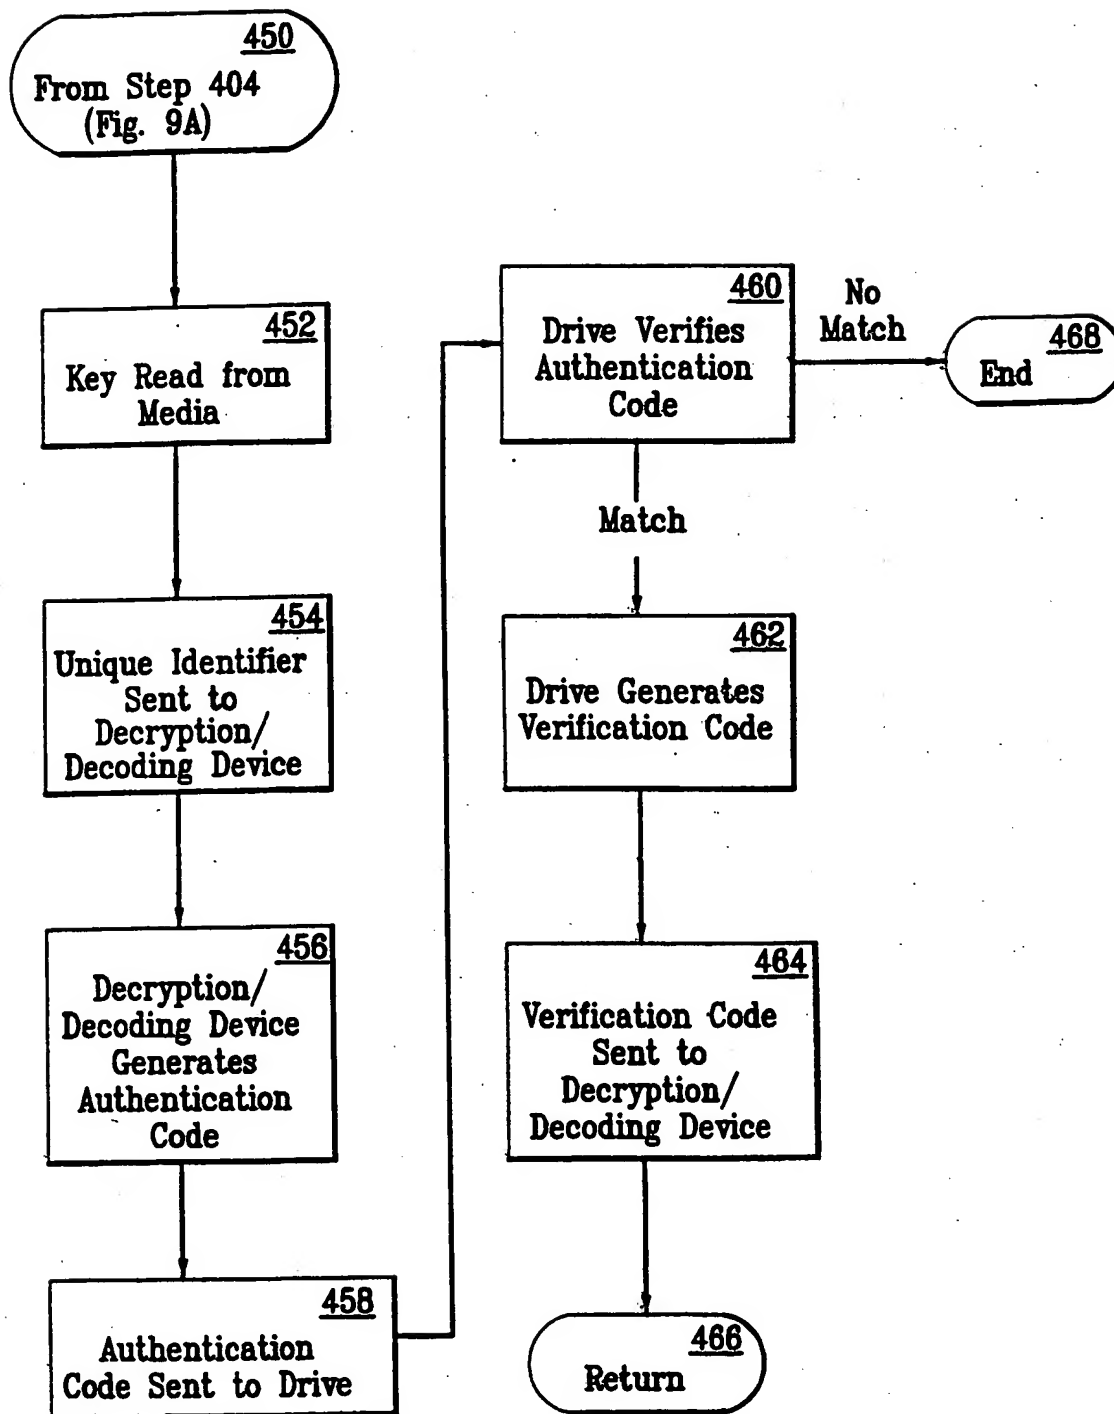 450
From Step 404
(Fig. 9A)
452
Key Read from
Media
454
Unique Identifier
Sent to
Decryption/
Decoding Device
456
Decryption/
Decoding Device
Generates
Authentication
Code
458
Authentication
Code Sent to Drive
460
Drive Verifies
Authentication
Code
No
Match
468
End
Match
462
Drive Generates
Verification Code
464
Verification Code
Sent to
Decryption/
Decoding Device
466
Return